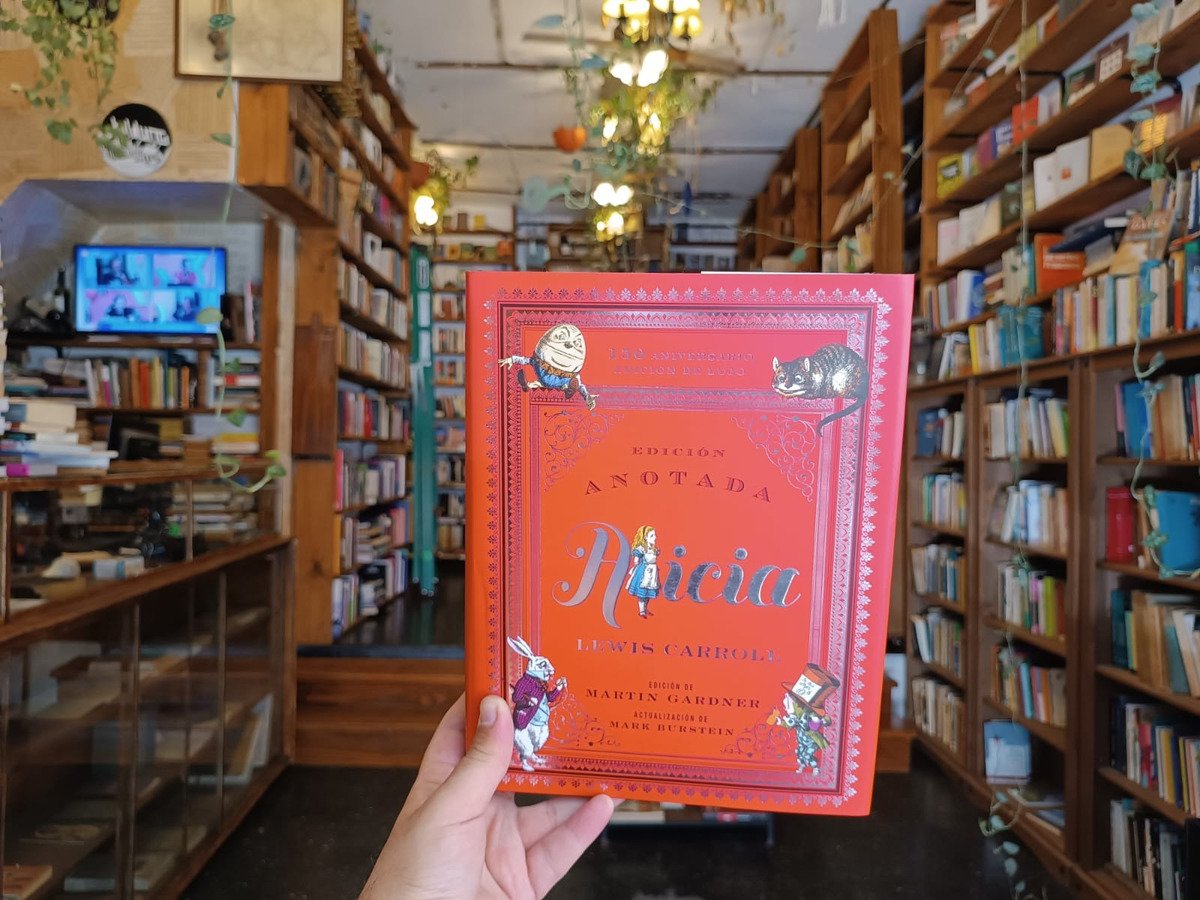 150 ANIVERSARIO
EDICIÓN DE LUJO
EDICIÓN
ANOTADA
Alicia
LEWIS CARROLL
EDICIÓN DE
MARTIN GARDNER
ACTUALIZACIÓN DE
MARK BURSTEIN